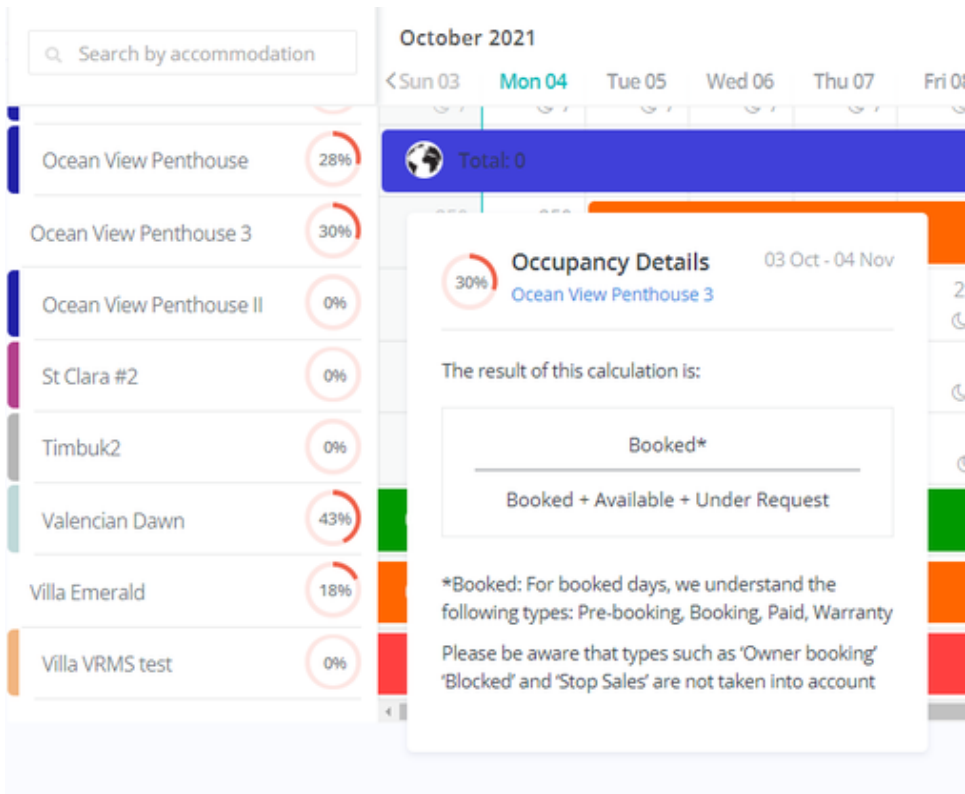 Search by accommodation
October 2021
Sun 03 Mon 04 Tue 05 Wed 06 Thu 07 Fri 08
Ocean View Penthouse 28%
Total: 0
Ocean View Penthouse 3 30%
Ocean View Penthouse II 0%
St Clara #2 0%
Timbuk2 0%
Valencian Dawn 43%
Villa Emerald 18%
Villa VRMS test 0%
30%
Occupancy Details 03 Oct - 04 Nov
Ocean View Penthouse 3
The result of this calculation is:
Booked*
Booked + Available + Under Request
*Booked: For booked days, we understand the
following types: Pre-booking, Booking, Paid, Warranty
Please be aware that types such as ‘Owner booking’
‘Blocked’ and ‘Stop Sales’ are not taken into account